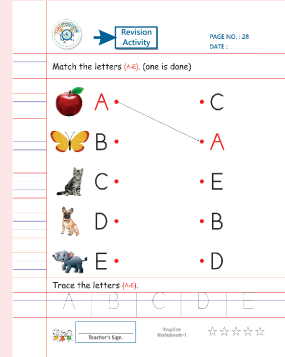 Revision
Activity
PAGE NO. : 28
DATE :
Match the letters (A-E). (one is done)
A C
B A
C E
D B
E D
Trace the letters (A-E).
A B C D E
Teacher's Sign.
English
Notebook-1